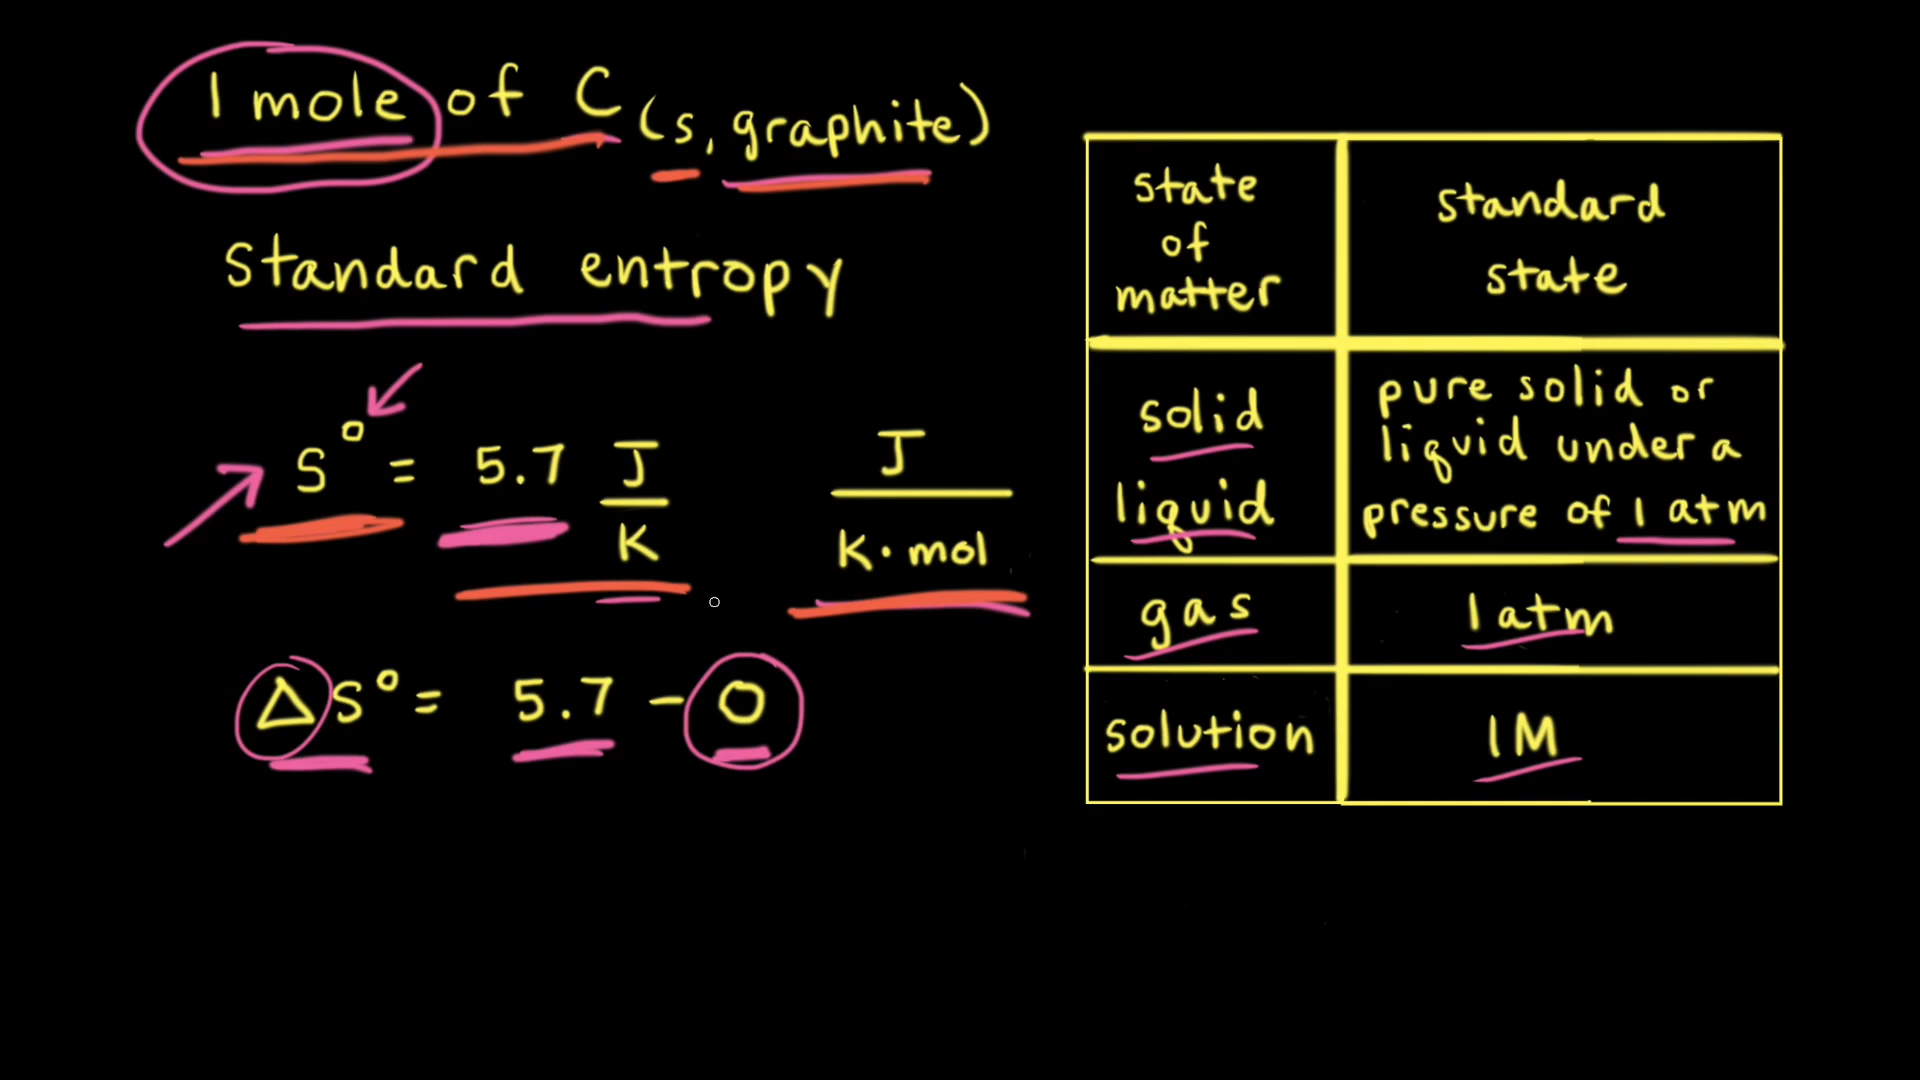 1 mole of C (s, graphite)
standard entropy
S° = 5.7 J/K J/K·mol
ΔS° = 5.7 - 0
state of matter
standard state
solid
liquid
pure solid or
liquid under a
pressure of 1 atm
gas
1 atm
solution
1M